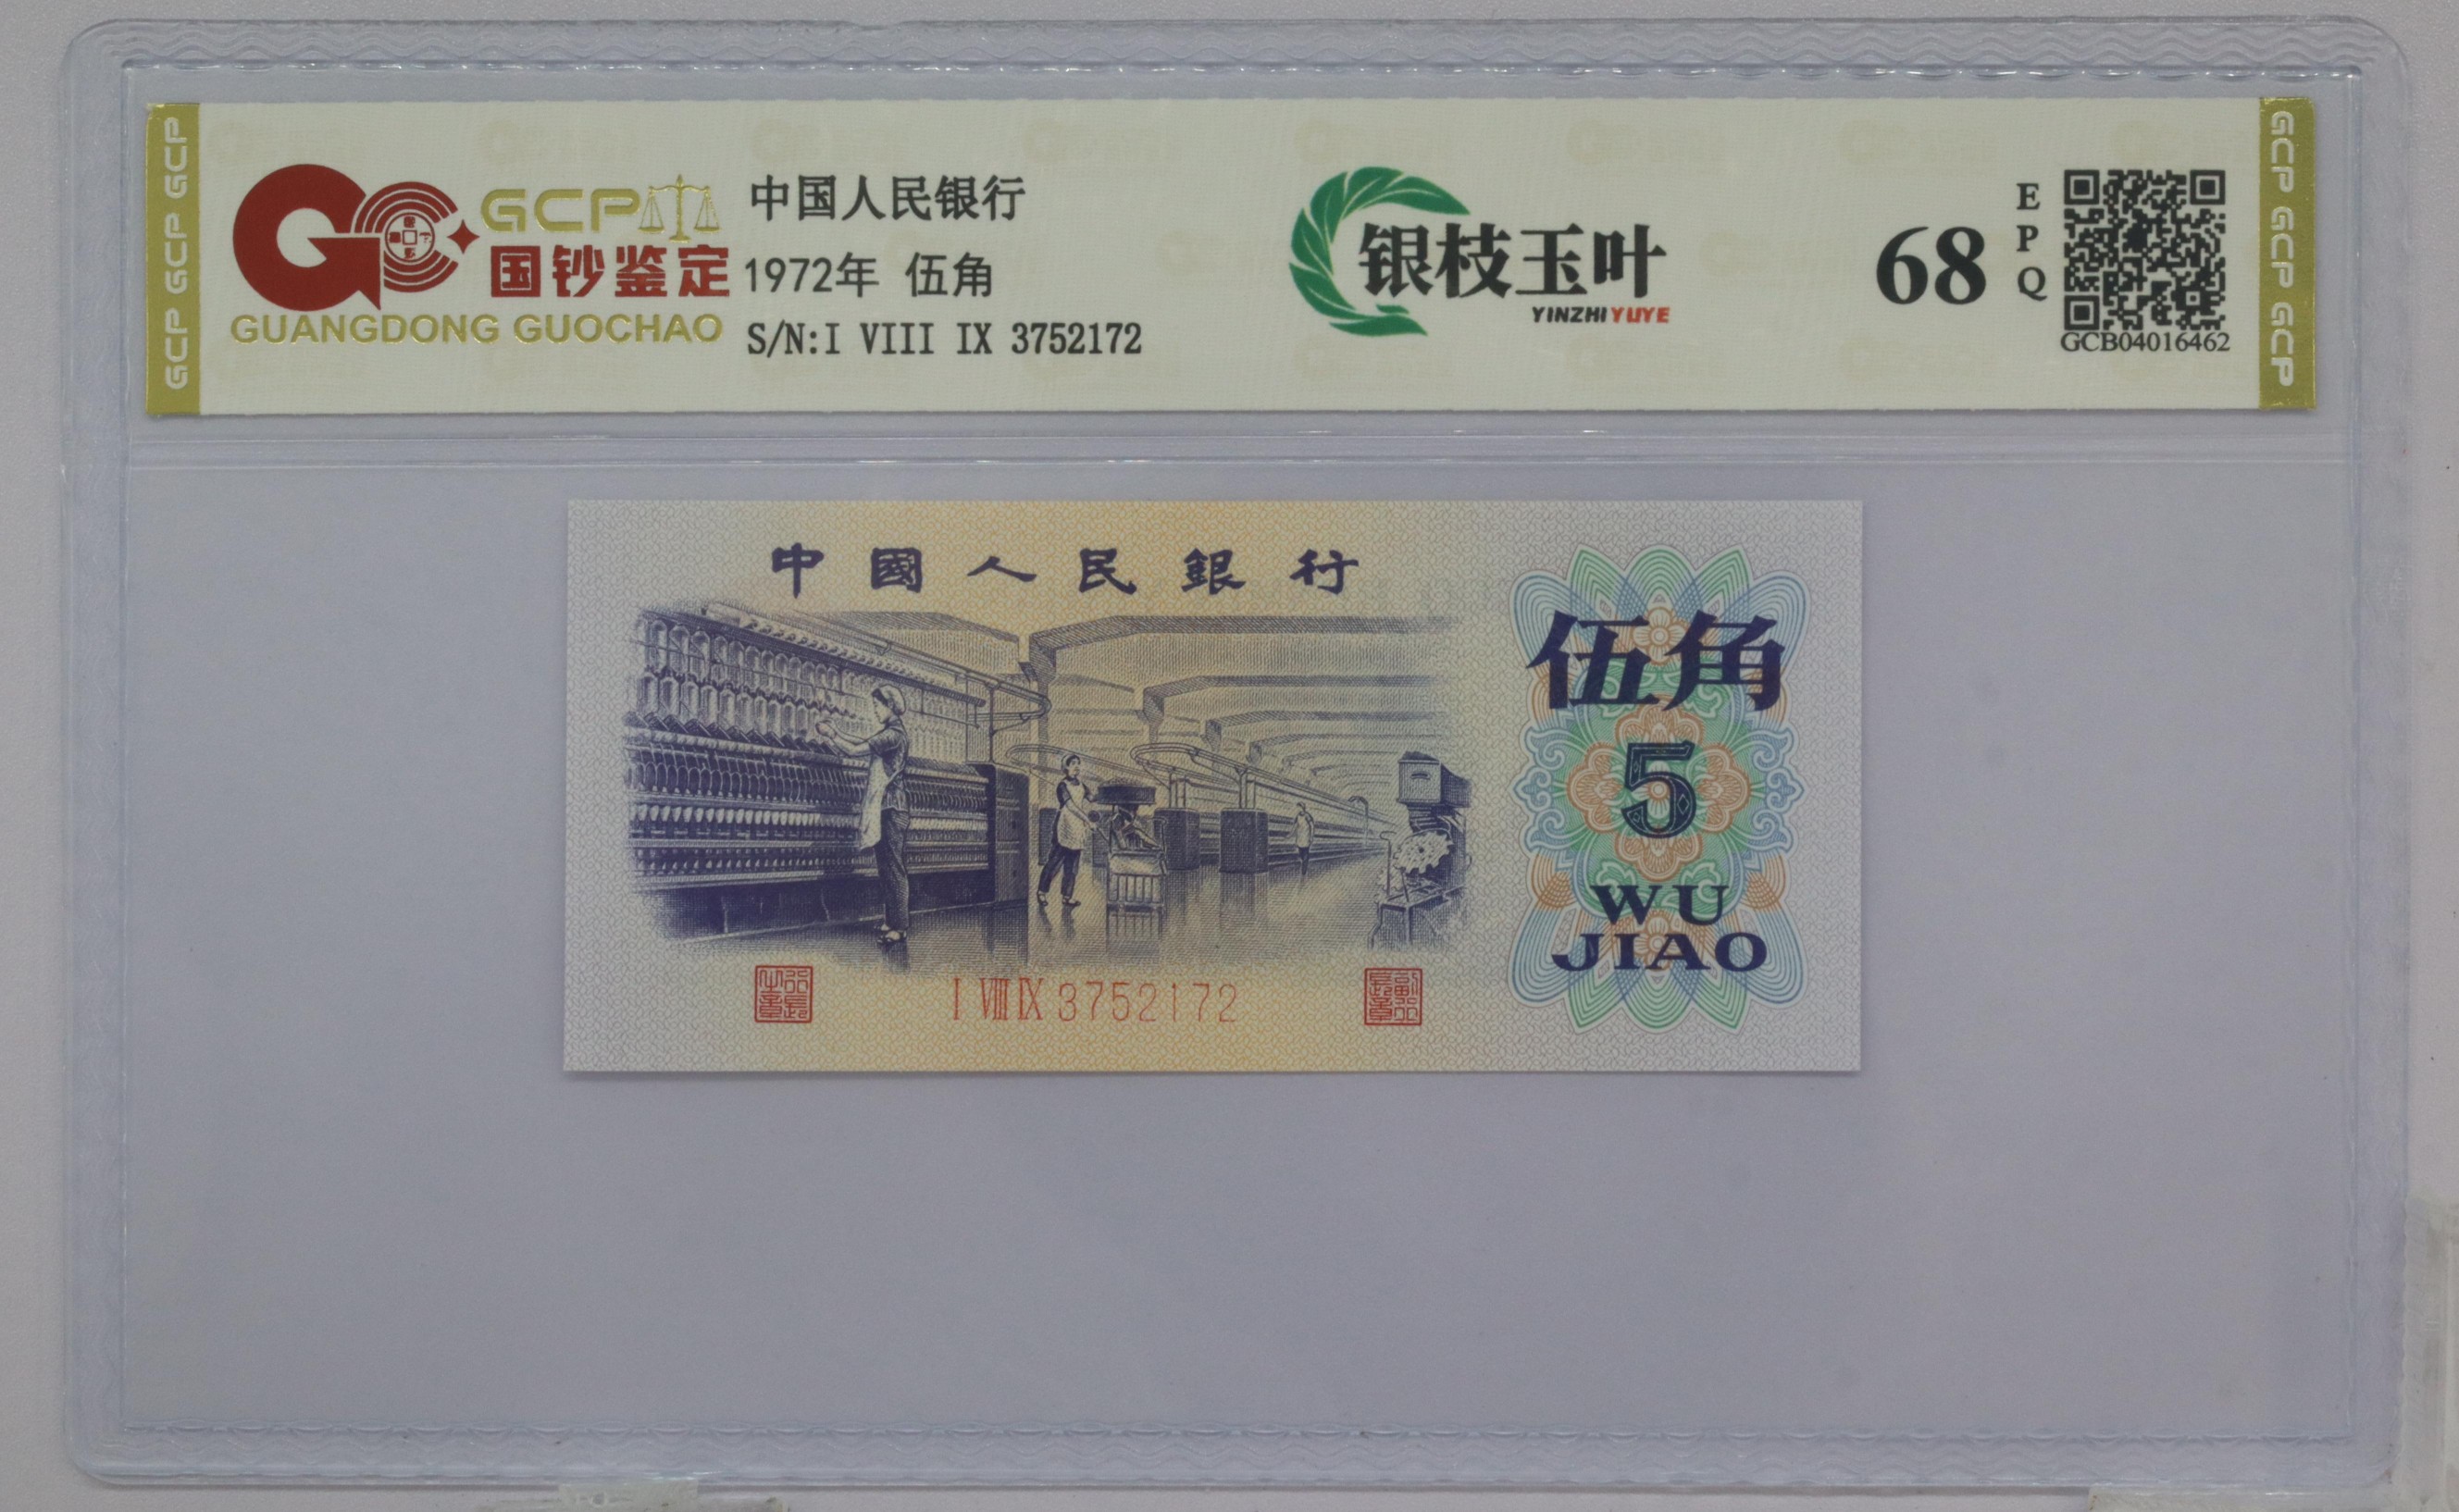 GCP GCP GCP
GCP
国钞鉴定
GUANGDONG GUOCHAO
中国人民银行
1972年 伍角
S/N:I VIII IX 3752172
银枝玉叶
YINZHIYUYE
68
EPQ
GCB04016462
GCP GCP GCP
中國人民銀行
伍角
5
WU
JIAO
I VIII IX 3752172